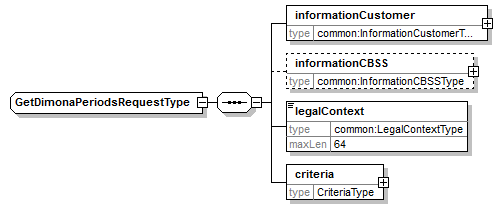 informationCustomer
type common:InformationCustomerT...
informationCBSS
type common:InformationCBSSType
GetDimonaPeriodsRequestType
legalContext
type common:LegalContextType
maxLen 64
criteria
type CriteriaType